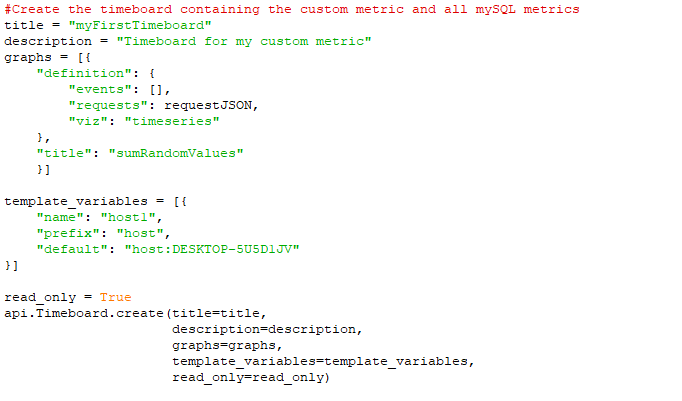 #Create the timeboard containing the custom metric and all mySQL metrics
title = "myFirstTimeboard"
description = "Timeboard for my custom metric"
graphs = [{
    "definition": {
        "events": [],
        "requests": requestJSON,
        "viz": "timeseries"
    },
    "title": "sumRandomValues"
    }]

template_variables = [{
    "name": "host1",
    "prefix": "host",
    "default": "host:DESKTOP-5U5D1JV"
}]

read_only = True
api.Timeboard.create(title=title,
                     description=description,
                     graphs=graphs,
                     template_variables=template_variables,
                     read_only=read_only)